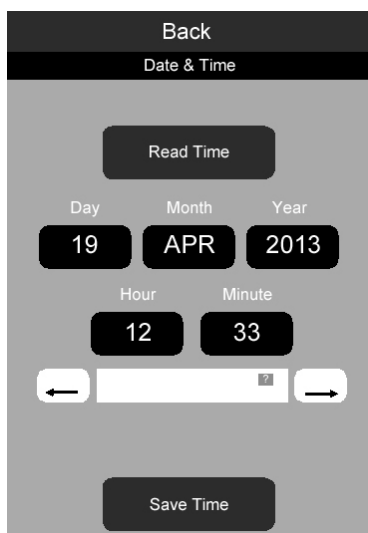 Back
Date & Time
Read Time
Day Month Year
19 APR 2013
Hour Minute
12 33
?
Save Time